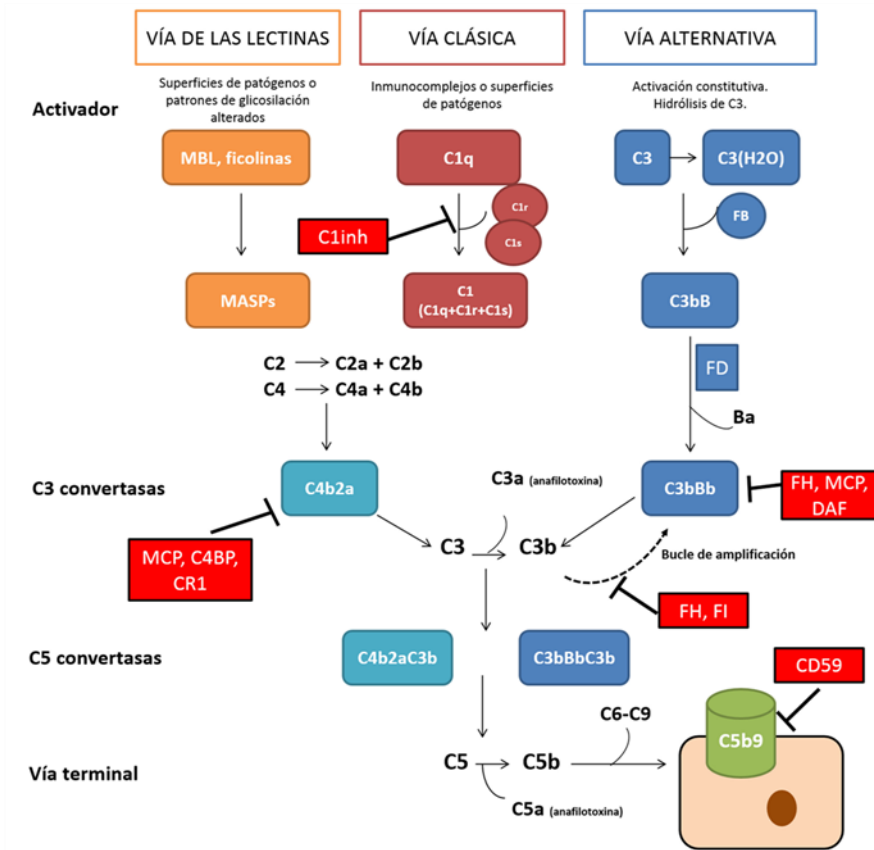 VÍA DE LAS LECTINAS
VÍA CLÁSICA
VÍA ALTERNATIVA
Activador
Superficies de patógenos o
patrones de glicosilación
alterados
Inmunocomplejos o superficies
de patógenos
Activación constitutiva.
Hidrólisis de C3.
MBL, ficolinas
C1q
C3
C3(H2O)
C1r
C1s
FB
C1inh
MASPs
C1
(C1q+C1r+C1s)
C3bB
C2 → C2a + C2b
C4 → C4a + C4b
FD
Ba
C3 convertasas
C4b2a
C3a (anafilotoxina)
C3bBb
FH, MCP,
DAF
MCP, C4BP,
CR1
C3 → C3b
Bucle de amplificación
FH, FI
C5 convertasas
C4b2aC3b
C3bBbC3b
CD59
C6-C9
C5b9
Vía terminal
C5 → C5b
C5a (anafilotoxina)